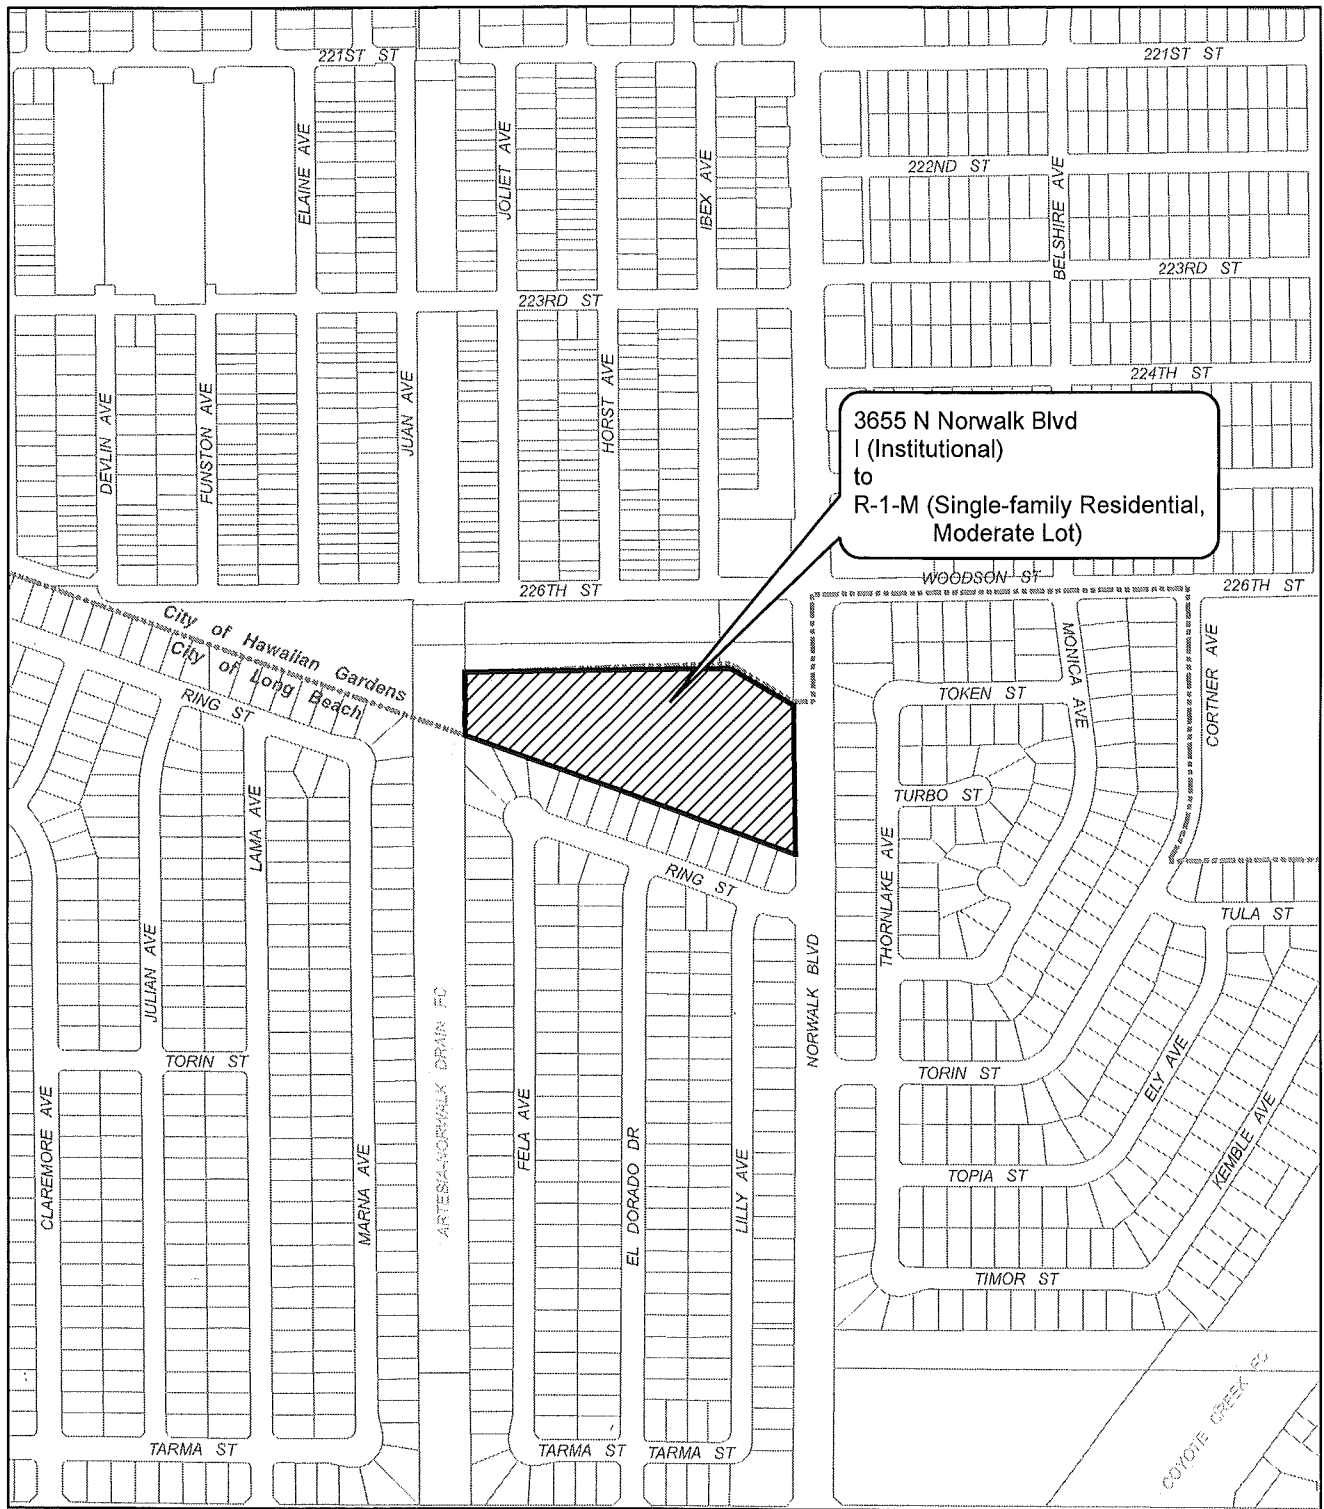 221ST ST
221ST ST
ELAINE AVE
JOLIET AVE
IBEX AVE
222ND ST
BELSHIRE AVE
223RD ST
223RD ST
224TH ST
DEVLIN AVE
FUNSTON AVE
JUAN AVE
HORST AVE
3655 N Norwalk Blvd
I (Institutional)
to
R-1-M (Single-family Residential,
Moderate Lot)
WOODSON ST
226TH ST
226TH ST
City of Hawaiian Gardens
City of Long Beach
RING ST
MONICA AVE
TOKEN ST
CORTNER AVE
TURBO ST
LAMA AVE
THORNLAKE AVE
RING ST
TULA ST
JULIAN AVE
NORWALK BLVD
ARTESIA-NORWALK DRAIN FC
TORIN ST
TORIN ST
CLAREMORE AVE
MARNA AVE
FELA AVE
EL DORADO DR
LILLY AVE
ELY AVE
KEMBLE AVE
TOPIA ST
TIMOR ST
COYOTE CREEK FC
TARMA ST
TARMA ST
TARMA ST